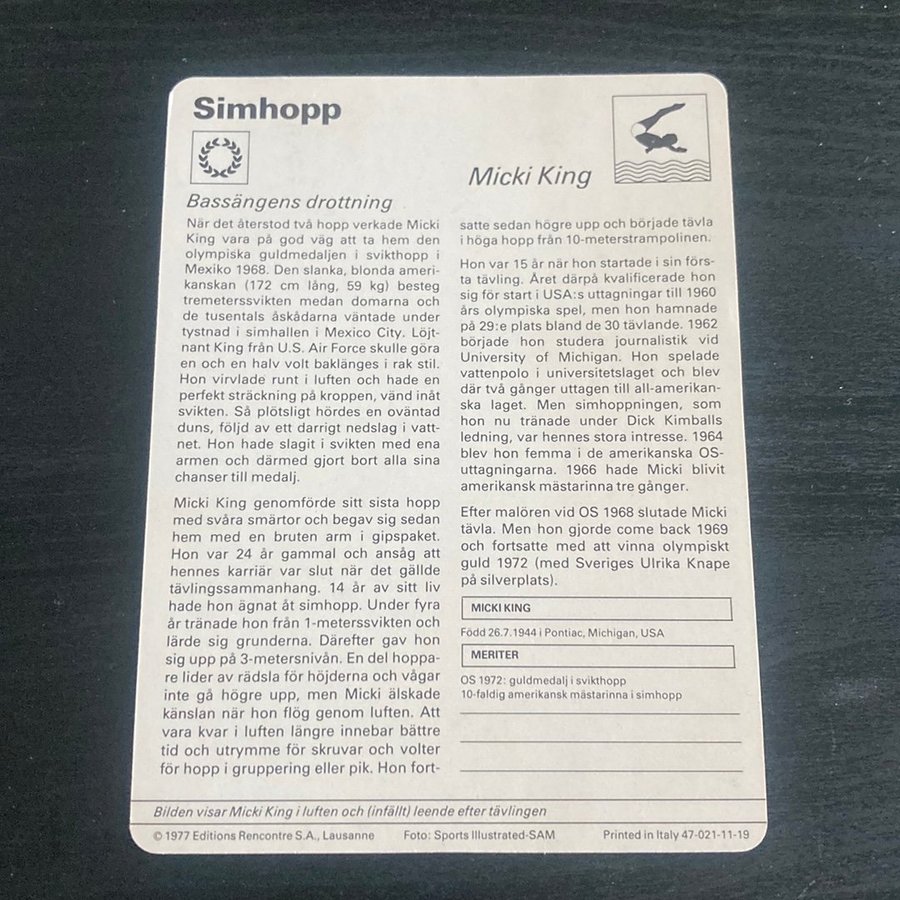 Simhopp
Micki King
Bassängens drottning
När det återstod två hopp verkade Micki
King vara på god väg att ta hem den
olympiska guldmedaljen i svikthopp i
Mexiko 1968. Den slanka, blonda ameri-
kanskan (172 cm lång, 59 kg) besteg
tremeterssvikten medan domarna och
de tusentals åskådarna väntade under
tystnad i simhallen i Mexico City. Löjt-
nant King från U.S. Air Force skulle göra
en och en halv volt baklänges i rak stil.
Hon virvlade runt i luften och hade en
perfekt sträckning på kroppen, vänd inåt
svikten. Så plötsligt hördes en oväntad
duns, följd av ett darrigt nedslag i vatt-
net. Hon hade slagit i svikten med ena
armen och därmed gjort bort alla sina
chanser till medalj.
Micki King genomförde sitt sista hopp
med svåra smärtor och begav sig sedan
hem med en bruten arm i gipspaket.
Hon var 24 år gammal och ansåg att
hennes karriär var slut när det gällde
tävlingssammanhang. 14 år av sitt liv
hade hon ägnat åt simhopp. Under fyra
år tränade hon från 1-meterssvikten och
lärde sig grunderna. Därefter gav hon
sig upp på 3-metersnivån. En del hoppa-
re lider av rädsla för höjderna och vågar
inte gå högre upp, men Micki älskade
känslan när hon flög genom luften. Att
vara kvar i luften längre innebar bättre
tid och utrymme för skruvar och volter
för hopp i gruppering eller pik. Hon fort-
satte sedan högre upp och började tävla
i höga hopp från 10-meterstrampolinen.
Hon var 15 år när hon startade i sin förs-
ta tävling. Året därpå kvalificerade hon
sig för start i USA:s uttagningar till 1960
års olympiska spel, men hon hamnade
på 29:e plats bland de 30 tävlande. 1962
började hon studera journalistik vid
University of Michigan. Hon spelade
vattenpolo i universitetslaget och blev
där två gånger uttagen till all-amerikan-
ska laget. Men simhoppningen, som
hon nu tränade under Dick Kimballs
ledning, var hennes stora intresse. 1964
blev hon femma i de amerikanska OS-
uttagningarna. 1966 hade Micki blivit
amerikansk mästarinna tre gånger.
Efter malören vid OS 1968 slutade Micki
tävla. Men hon gjorde come back 1969
och fortsatte med att vinna olympiskt
guld 1972 (med Sveriges Ulrika Knape
på silverplats).
MICKI KING
Född 26.7.1944 i Pontiac, Michigan, USA
MERITER
OS 1972: guldmedalj i svikthopp
10-faldig amerikansk mästarinna i simhopp
Bilden visar Micki King i luften och (infällt) leende efter tävlingen
© 1977 Editions Rencontre S.A., Lausanne Foto: Sports Illustrated-SAM Printed in Italy 47-021-11-19